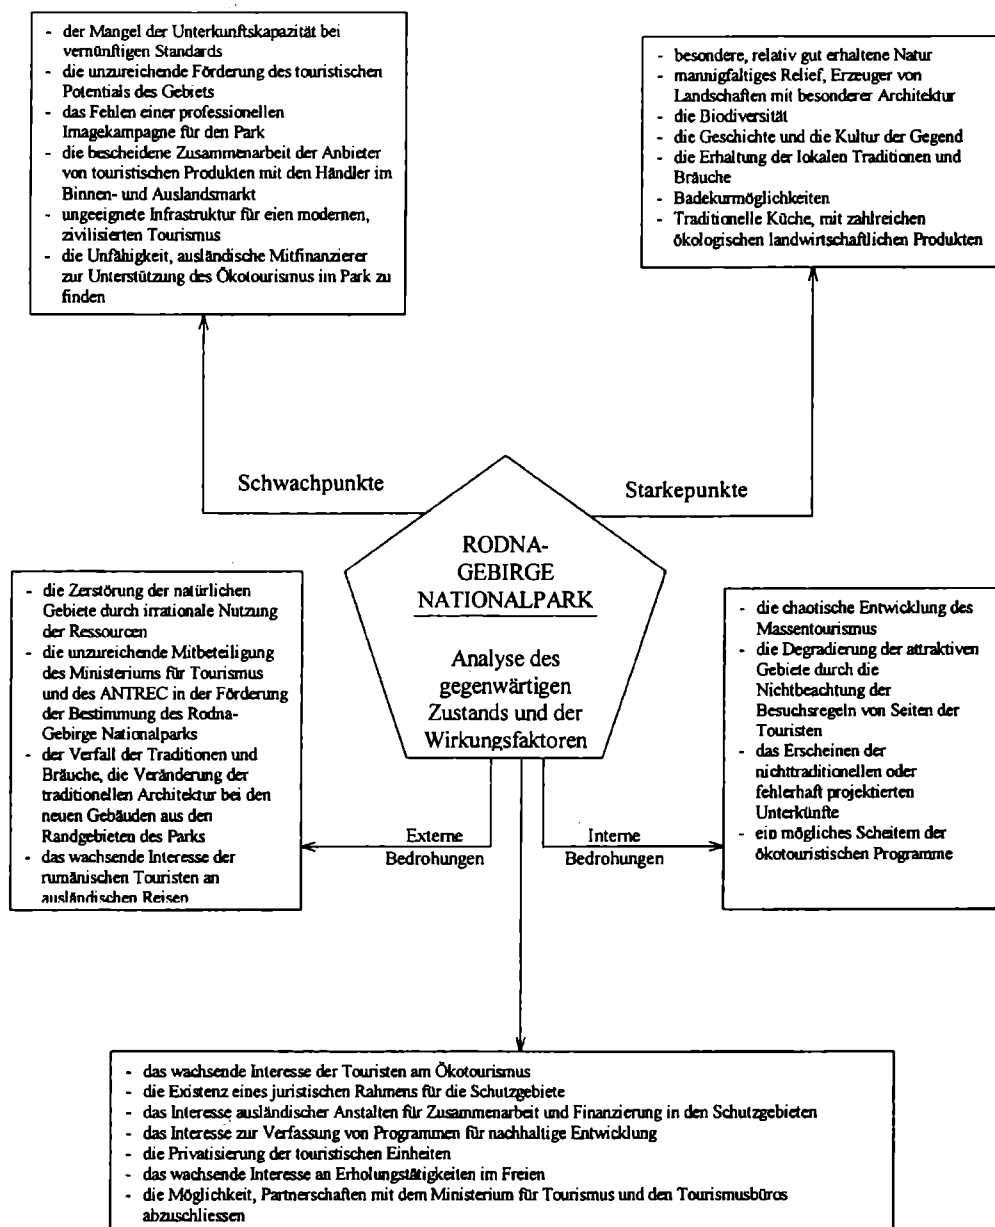 - der Mangel der Unterkunftskapazität bei
vernünftigen Standards
- die unzureichende Förderung des touristischen
Potentials des Gebiets
- das Fehlen einer professionellen
Imagekampagne für den Park
- die bescheidene Zusammenarbeit der Anbieter
von touristischen Produkten mit den Händler im
Binnen- und Auslandsmarkt
- ungeeignete Infrastruktur für eien modernen,
zivilisierten Tourismus
- die Unfähigkeit, ausländische Mitfinanzierer
zur Unterstützung des Ökotourismus im Park zu
finden
- besondere, relativ gut erhaltene Natur
- mannigfaltiges Relief, Erzeuger von
Landschaften mit besonderer Architektur
- die Biodiversität
- die Geschichte und die Kultur der Gegend
- die Erhaltung der lokalen Traditionen und
Bräuche
- Badekurmöglichkeiten
- Traditionelle Küche, mit zahlreichen
ökologischen landwirtschaftlichen Produkten
Schwachpunkte
Starkepunkte
RODNA-
GEBIRGE
NATIONALPARK
Analyse des
gegenwärtigen
Zustands und der
Wirkungsfaktoren
- die Zerstörung der natürlichen
Gebiete durch irrationale Nutzung
der Ressourcen
- die unzureichende Mitbeteiligung
des Ministeriums für Tourismus
und des ANTREC in der Förderung
der Bestimmung des Rodna-
Gebirge Nationalparks
- der Verfall der Traditionen und
Bräuche, die Veränderung der
traditionellen Architektur bei den
neuen Gebäuden aus den
Randgebieten des Parks
- das wachsende Interesse der
rumänischen Touristen an
ausländischen Reisen
Externe
Bedrohungen
Interne
Bedrohungen
- die chaotische Entwicklung des
Massentourismus
- die Degradierung der attraktiven
Gebiete durch die
Nichtbeachtung der
Besuchsregeln von Seiten der
Touristen
- das Erscheinen der
nichttraditionellen oder
fehlerhaft projektierten
Unterkünfte
- ein mögliches Scheitern der
ökotouristischen Programme
- das wachsende Interesse der Touristen am Ökotourismus
- die Existenz eines juristischen Rahmens für die Schutzgebiete
- das Interesse ausländischer Anstalten für Zusammenarbeit und Finanzierung in den Schutzgebieten
- das Interesse zur Verfassung von Programmen für nachhaltige Entwicklung
- die Privatisierung der touristischen Einheiten
- das wachsende Interesse an Erholungstätigkeiten im Freien
- die Möglichkeit, Partnerschaften mit dem Ministerium für Tourismus und den Tourismusbüros
abzuschliessen